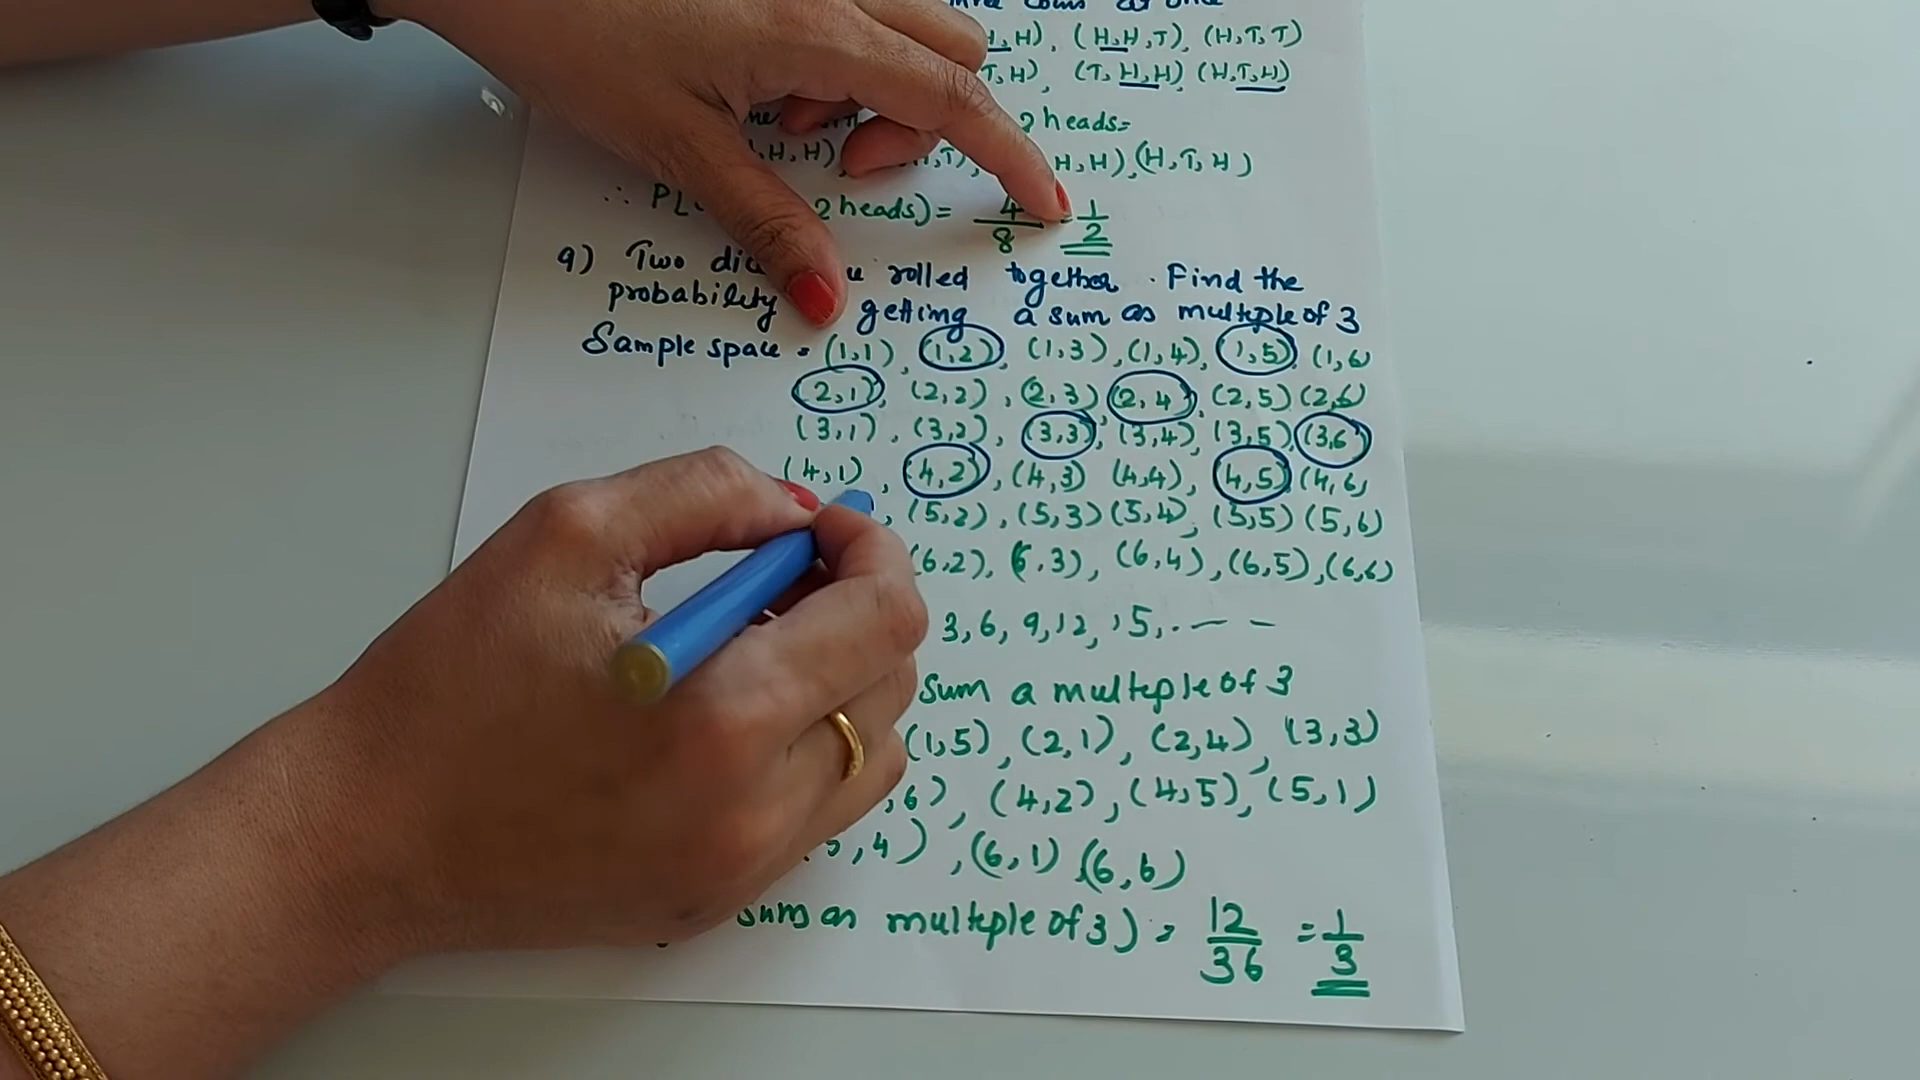 coins at once
H), (H,H,T), (H,T,T)
T,H), (T,H,H) (H,T,H)
2 heads=
,H,H), H,T), H,H), (H,T,H)
∴ P( 2 heads) = 4/8 = 1/2
9) Two rolled together. Find the
probability getting a sum as multiple of 3
Sample space = (1,1), (1,2), (1,3), (1,4), (1,5), (1,6)
(2,1), (2,2), (2,3), (2,4), (2,5) (2,6)
(3,1), (3,2), (3,3), (3,4), (3,5), (3,6)
(4,1), (4,2), (4,3) (4,4), (4,5), (4,6)
, (5,2), (5,3) (5,4), (5,5) (5,6)
(6,2), (6,3), (6,4), (6,5), (6,6)
3, 6, 9, 12, 15, .- -
sum a multiple of 3
(1,5), (2,1), (2,4), (3,3)
,6), (4,2), (4,5), (5,1)
,4), (6,1) (6,6)
sum as multiple of 3) = 12/36 = 1/3